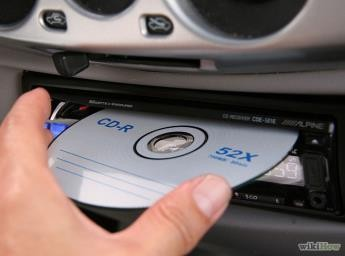 CD RECEIVER CDE-101E ALPINE
CD-R
52X
wikiHow